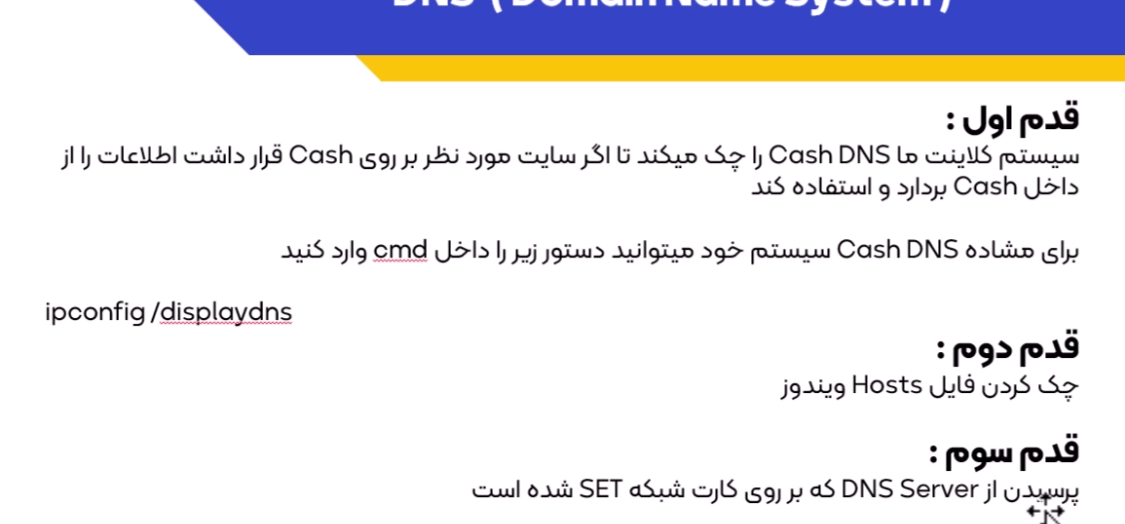 DNS ( Domain Name System )
قدم اول :
سیستم کلاینت ما Cash DNS را چک میکند تا اگر سایت مورد نظر بر روی Cash قرار داشت اطلاعات را از
داخل Cash بردارد و استفاده کند
برای مشاده Cash DNS سیستم خود میتوانید دستور زیر را داخل cmd وارد کنید
ipconfig /displaydns
قدم دوم :
چک کردن فایل Hosts ویندوز
قدم سوم :
پرسیدن از DNS Server که بر روی کارت شبکه SET شده است